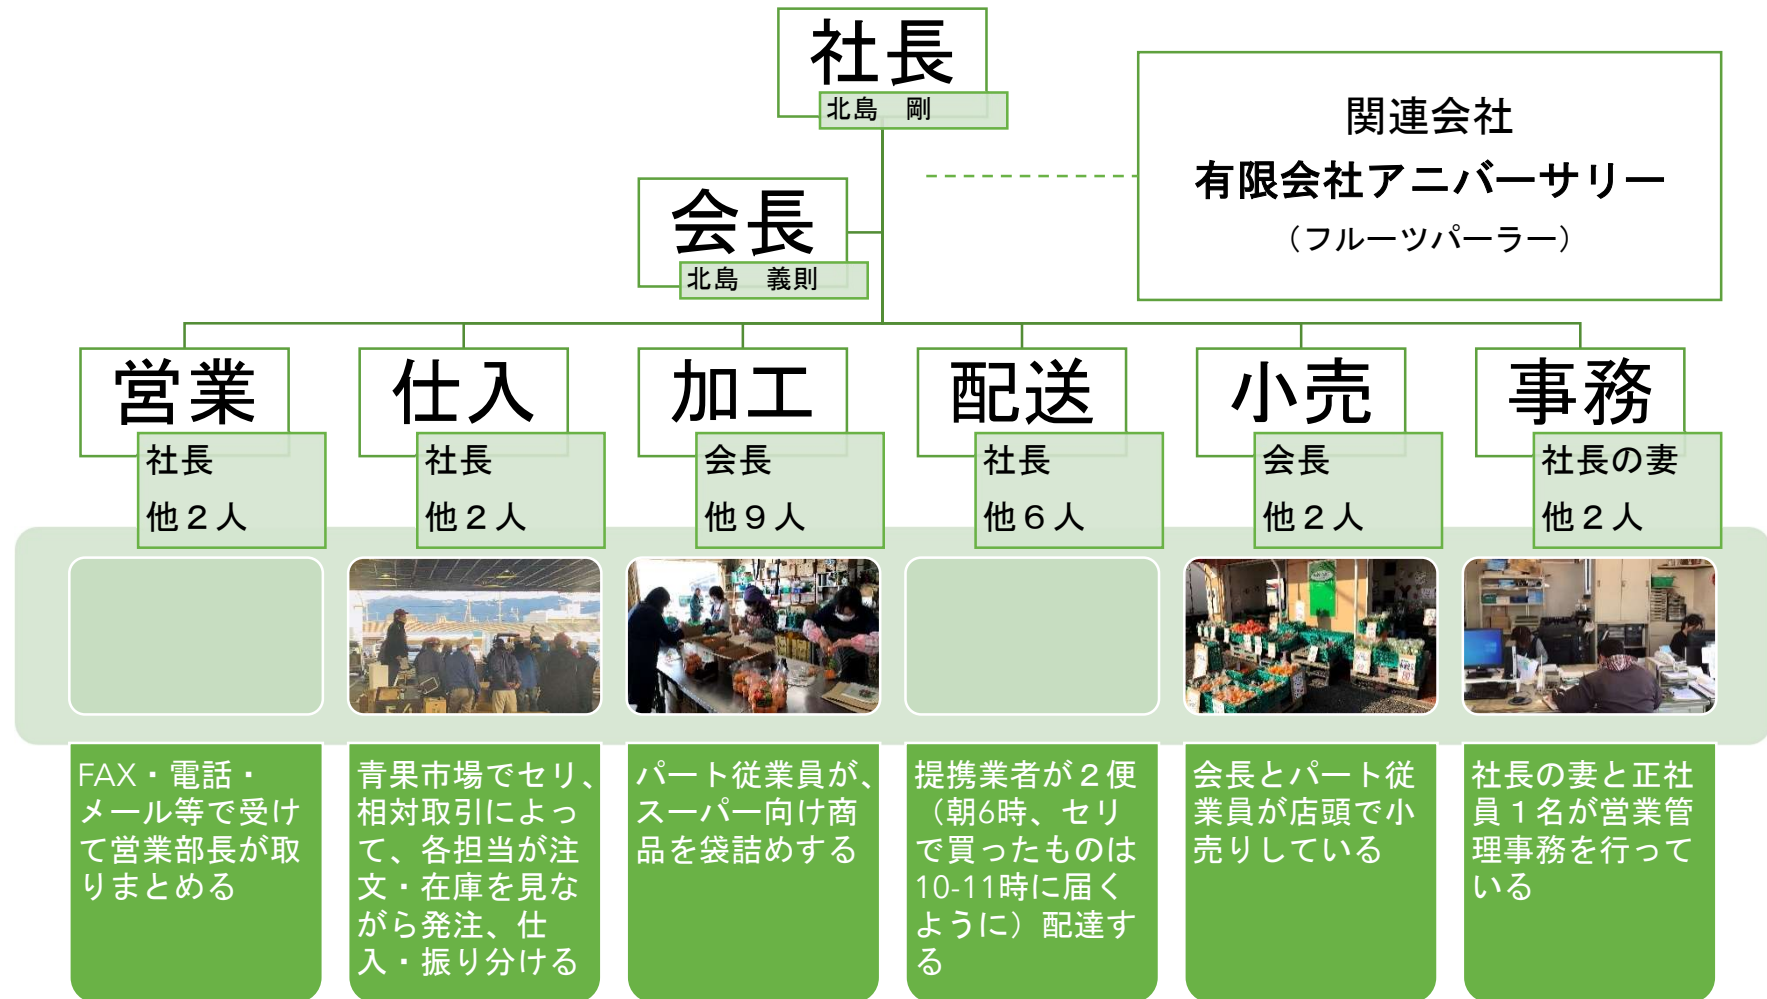 社長
北島　剛
関連会社
有限会社アニバーサリー
（フルーツパーラー）
会長
北島　義則
営業
社長
他２人
仕入
社長
他２人
加工
会長
他９人
配送
社長
他６人
小売
会長
他２人
事務
社長の妻
他２人
FAX・電話・
メール等で受け
て営業部長が取
りまとめる
青果市場でセリ、
相対取引によっ
て、各担当が注
文・在庫を見な
がら発注、仕
入・振り分ける
パート従業員が、
スーパー向け商
品を袋詰めする
提携業者が２便
（朝6時、セリ
で買ったものは
10-11時に届く
ように）配達す
る
会長とパート従
業員が店頭で小
売りしている
社長の妻と正社
員１名が営業管
理事務を行って
いる